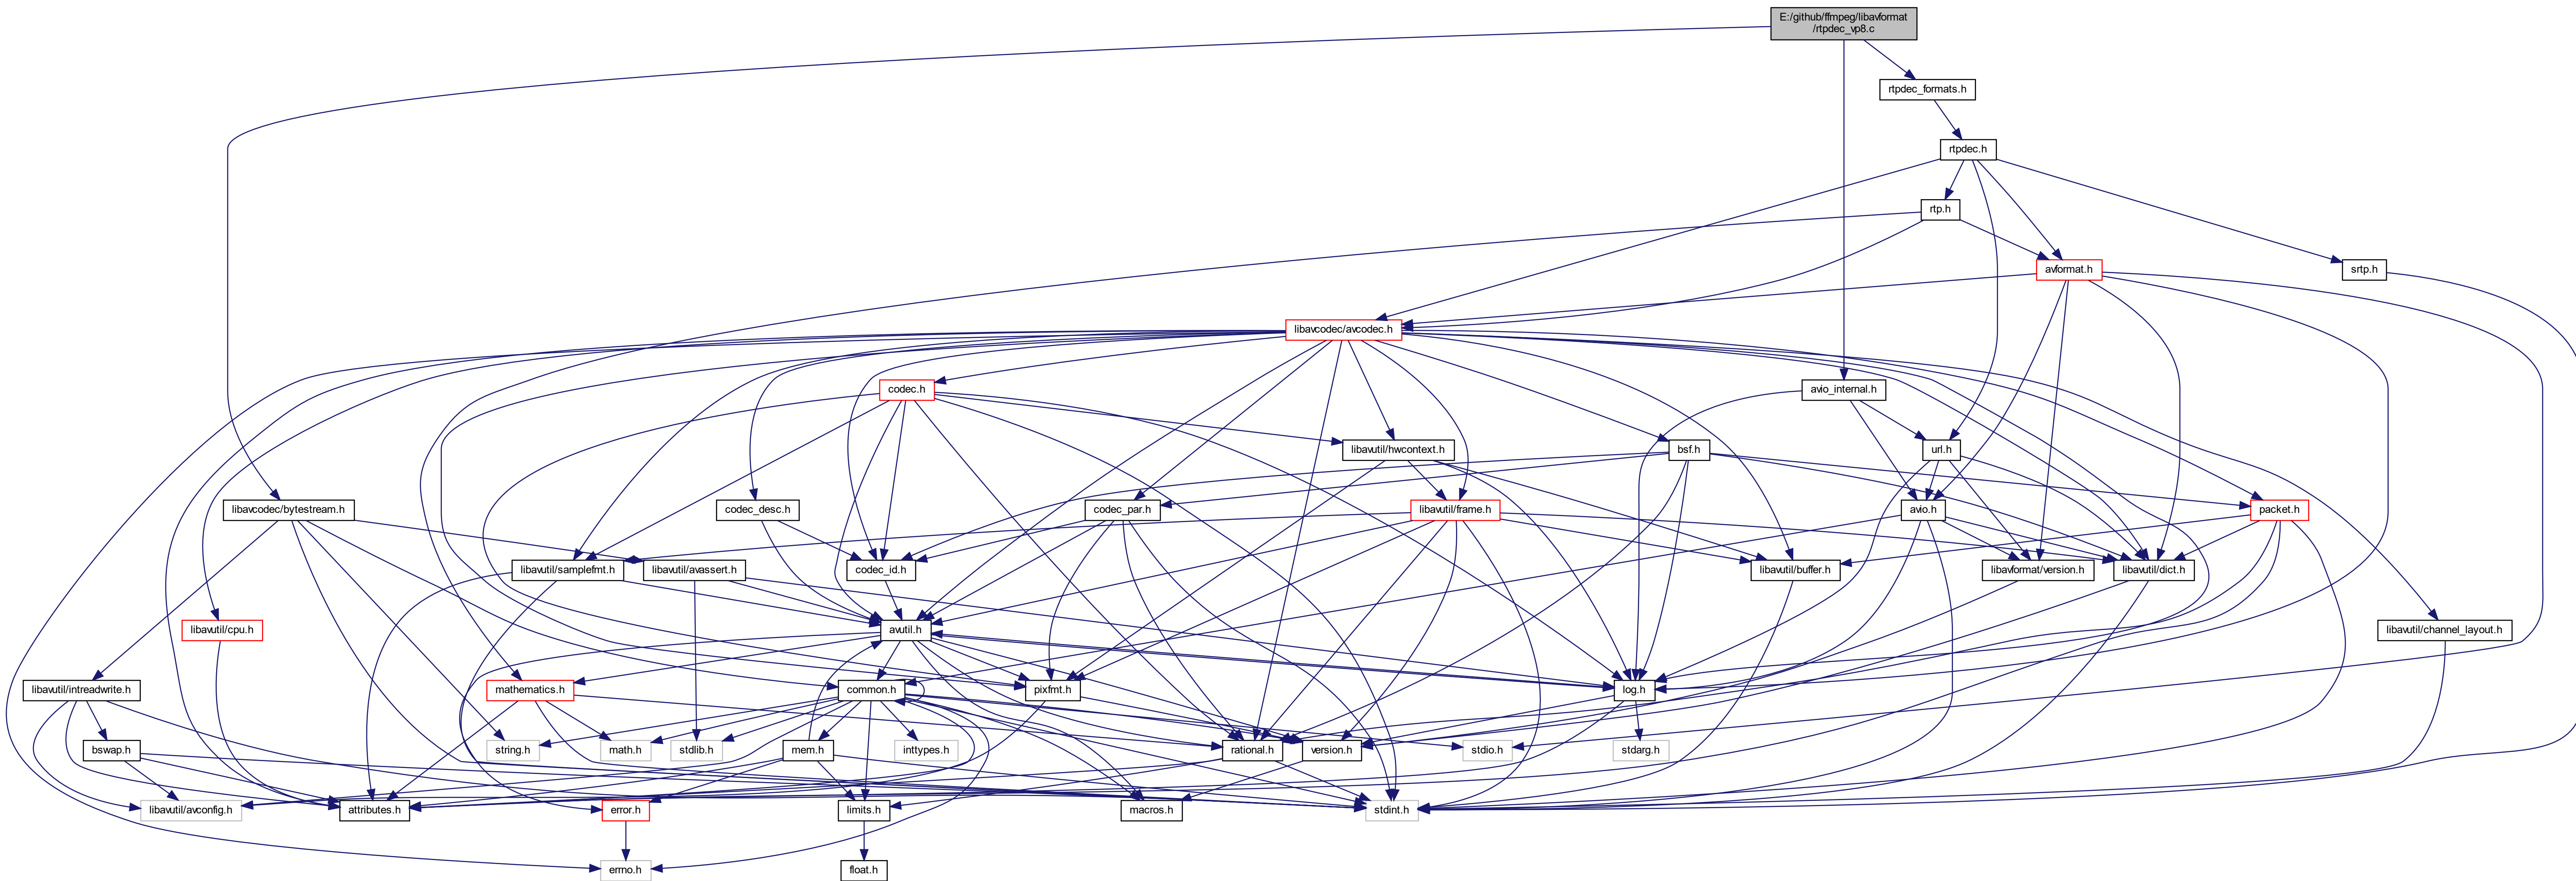 E:/github/ffmpeg/libavformat
/rtpdec_vp8.c
rtpdec_formats.h
rtpdec.h
rtp.h
avformat.h
srtp.h
libavcodec/avcodec.h
codec.h
avio_internal.h
libavutil/hwcontext.h
bsf.h
url.h
libavcodec/bytestream.h
codec_desc.h
codec_par.h
libavutil/frame.h
avio.h
packet.h
libavutil/samplefmt.h
libavutil/avassert.h
codec_id.h
libavutil/buffer.h
libavformat/version.h
libavutil/dict.h
libavutil/cpu.h
avutil.h
libavutil/channel_layout.h
libavutil/intreadwrite.h
mathematics.h
common.h
pixfmt.h
log.h
bswap.h
string.h
math.h
stdlib.h
mem.h
inttypes.h
rational.h
version.h
stdio.h
stdarg.h
libavutil/avconfig.h
attributes.h
error.h
limits.h
macros.h
stdint.h
errno.h
float.h